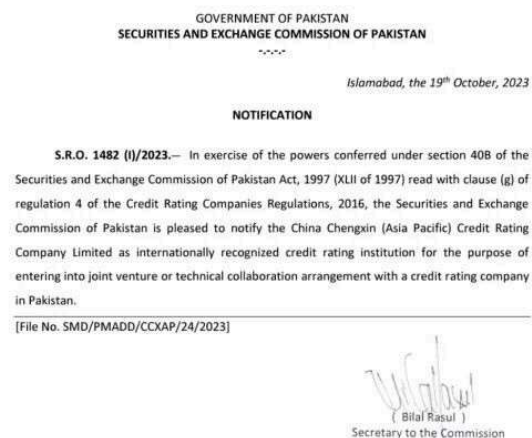 GOVERNMENT OF PAKISTAN
SECURITIES AND EXCHANGE COMMISSION OF PAKISTAN
-.-.-.-
Islamabad, the 19th October, 2023
NOTIFICATION
S.R.O. 1482 (I)/2023.— In exercise of the powers conferred under section 40B of the
Securities and Exchange Commission of Pakistan Act, 1997 (XLII of 1997) read with clause (g) of
regulation 4 of the Credit Rating Companies Regulations, 2016, the Securities and Exchange
Commission of Pakistan is pleased to notify the China Chengxin (Asia Pacific) Credit Rating
Company Limited as internationally recognized credit rating institution for the purpose of
entering into joint venture or technical collaboration arrangement with a credit rating company
in Pakistan.
[File No. SMD/PMADD/CCXAP/24/2023]
( Bilal Rasul )
Secretary to the Commission